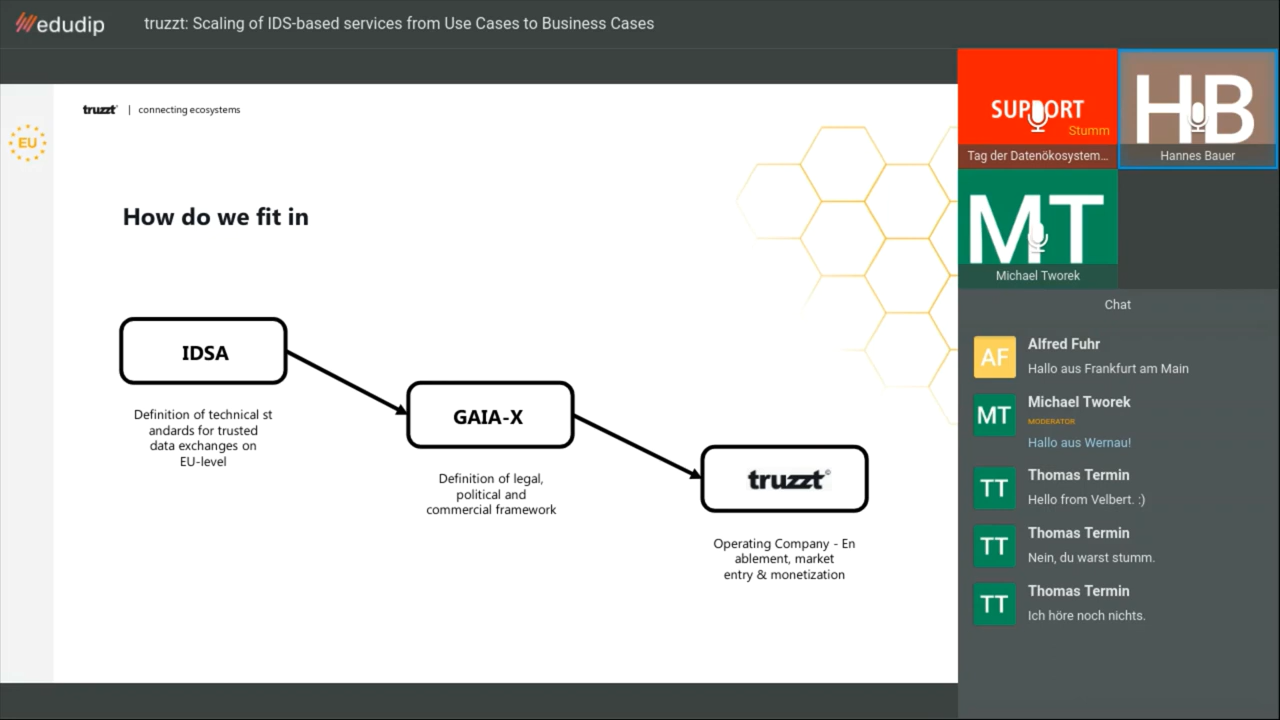 edudip
truzzt: Scaling of IDS-based services from Use Cases to Business Cases
truzzt | connecting ecosystems
EU
How do we fit in
IDSA
Definition of technical st
andards for trusted
data exchanges on
EU-level
GAIA-X
Definition of legal,
political and
commercial framework
truzzt©
Operating Company - En
ablement, market
entry & monetization
SUPPORT
Stumm
Tag der Datenökosystem...
HB
Hannes Bauer
MT
Michael Tworek
Chat
AF
Alfred Fuhr
Hallo aus Frankfurt am Main
MT
Michael Tworek
MODERATOR
Hallo aus Wernau!
TT
Thomas Termin
Hello from Velbert. :)
TT
Thomas Termin
Nein, du warst stumm.
TT
Thomas Termin
Ich höre noch nichts.